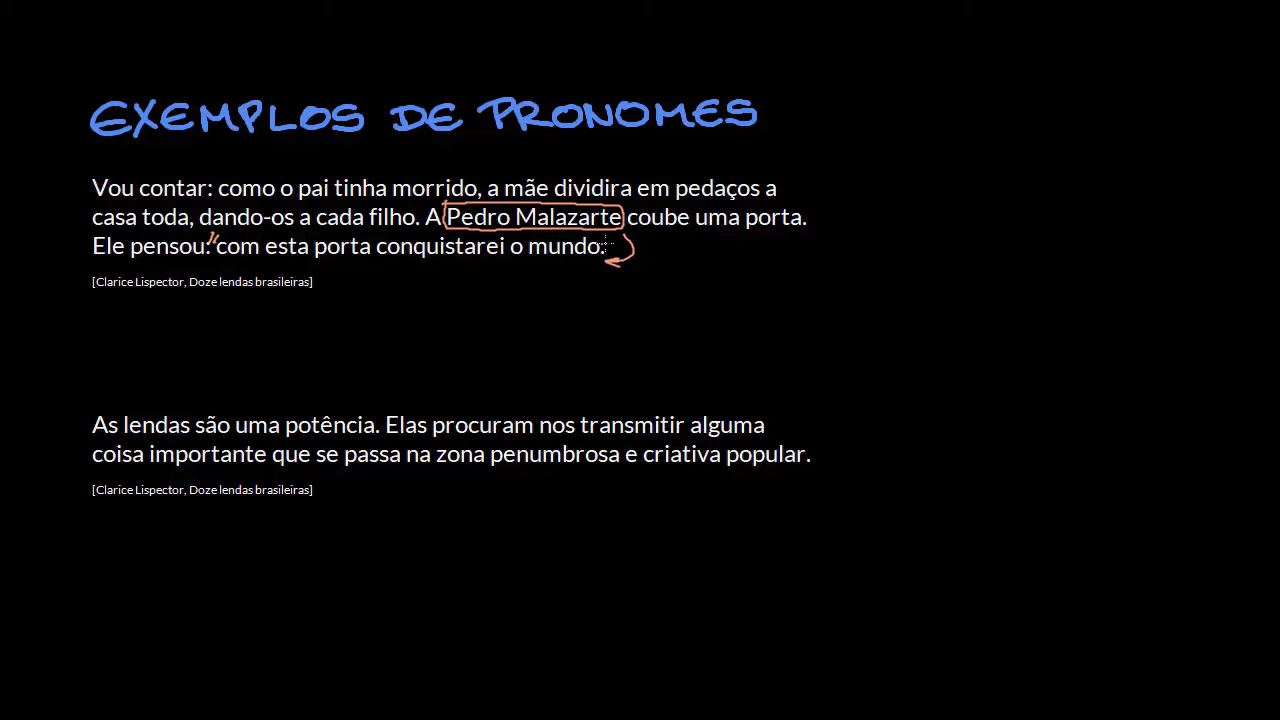 EXEMPLOS DE PRONOMES
Vou contar: como o pai tinha morrido, a mãe dividira em pedaços a
casa toda, dando-os a cada filho. A Pedro Malazarte coube uma porta.
Ele pensou: "com esta porta conquistarei o mundo.
[Clarice Lispector, Doze lendas brasileiras]
As lendas são uma potência. Elas procuram nos transmitir alguma
coisa importante que se passa na zona penumbrosa e criativa popular.
[Clarice Lispector, Doze lendas brasileiras]